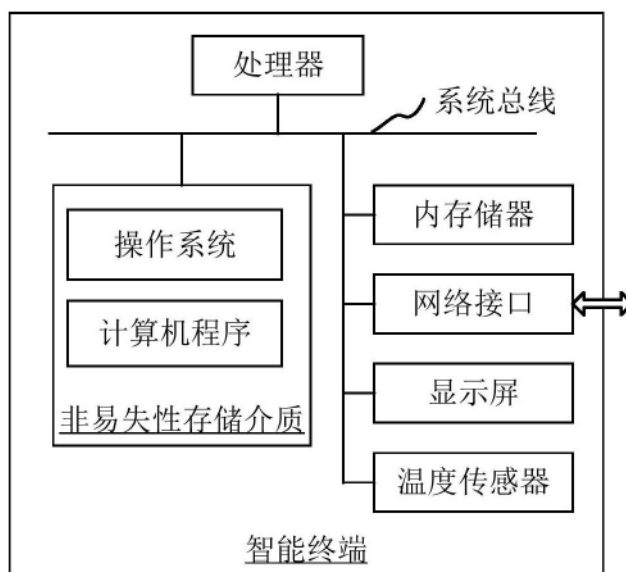 处理器
系统总线
操作系统
计算机程序
非易失性存储介质
内存储器
网络接口
显示屏
温度传感器
智能终端